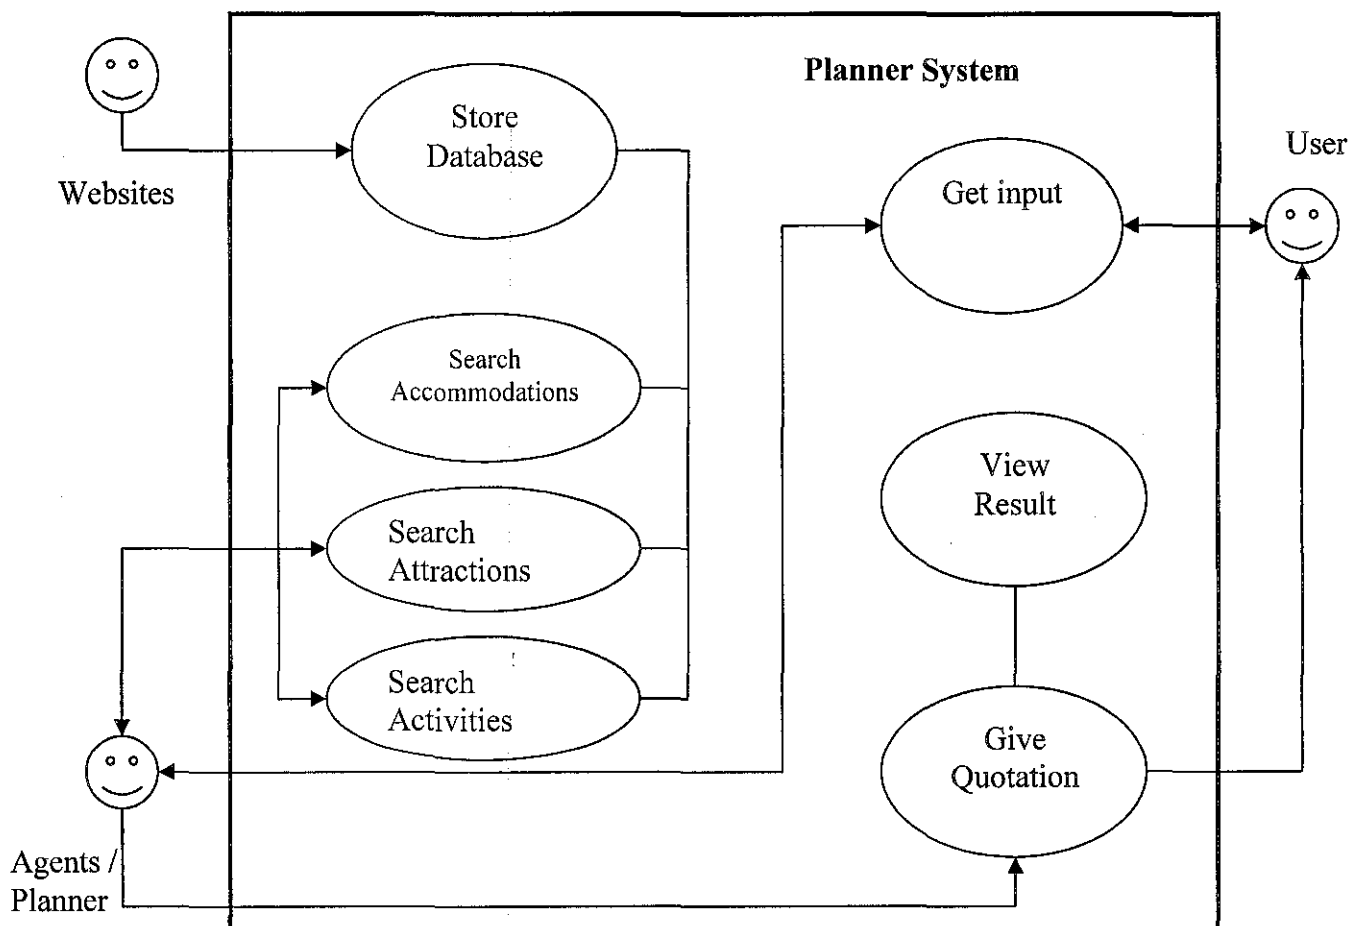 Planner System
Store
Database
Websites
User
Get input
Search
Accommodations
View
Result
Search
Attractions
Search
Activities
Give
Quotation
Agents /
Planner